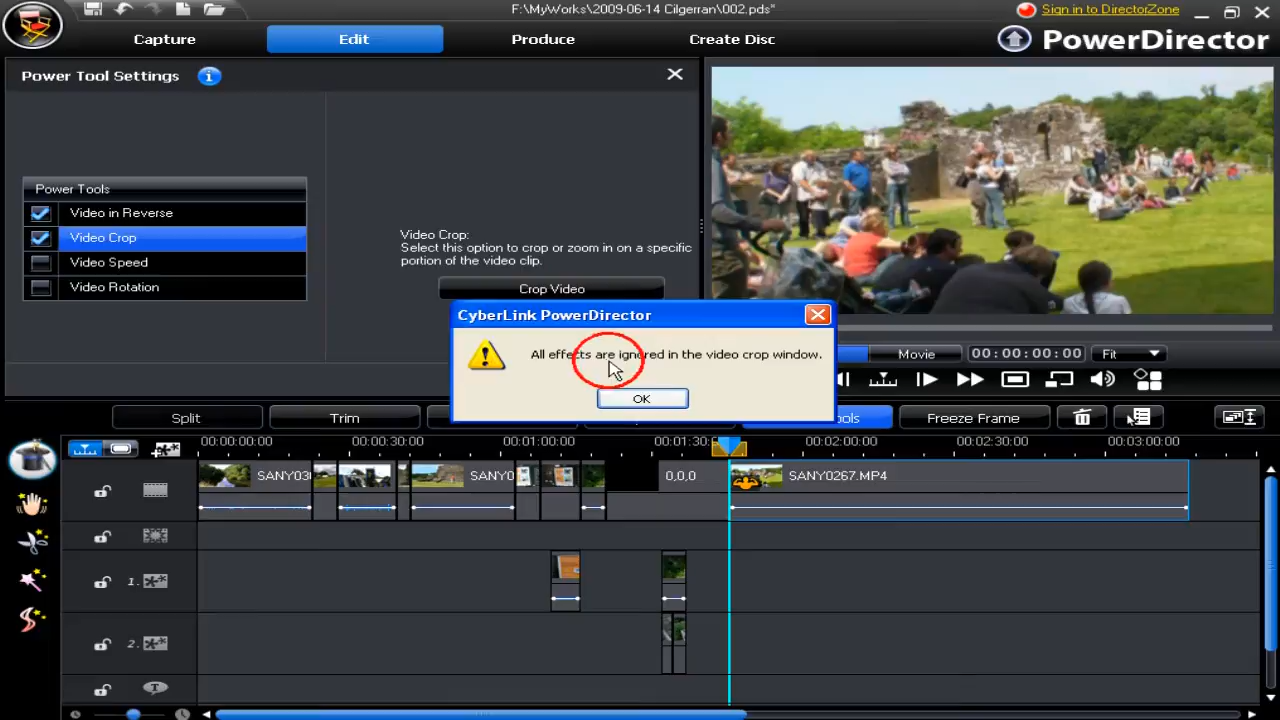 F:\MyWorks\2009-06-14 Cilgerran\002.pds*
Sign in to DirectorZone
Capture
Edit
Produce
Create Disc
PowerDirector
Power Tool Settings
Power Tools
Video in Reverse
Video Crop
Video Speed
Video Rotation
Video Crop:
Select this option to crop or zoom in on a specific
portion of the video clip.
Crop Video
CyberLink PowerDirector
All effects are ignored in the video crop window.
OK
Movie
00:00:00:00
Fit
Split
Trim
Freeze Frame
00:00:00:00
00:00:30:00
00:01:00:00
00:01:30:
00:02:00:00
00:02:30:00
00:03:00:00
SANY03
SANY0
0,0,0
SANY0267.MP4
1.
2.
T